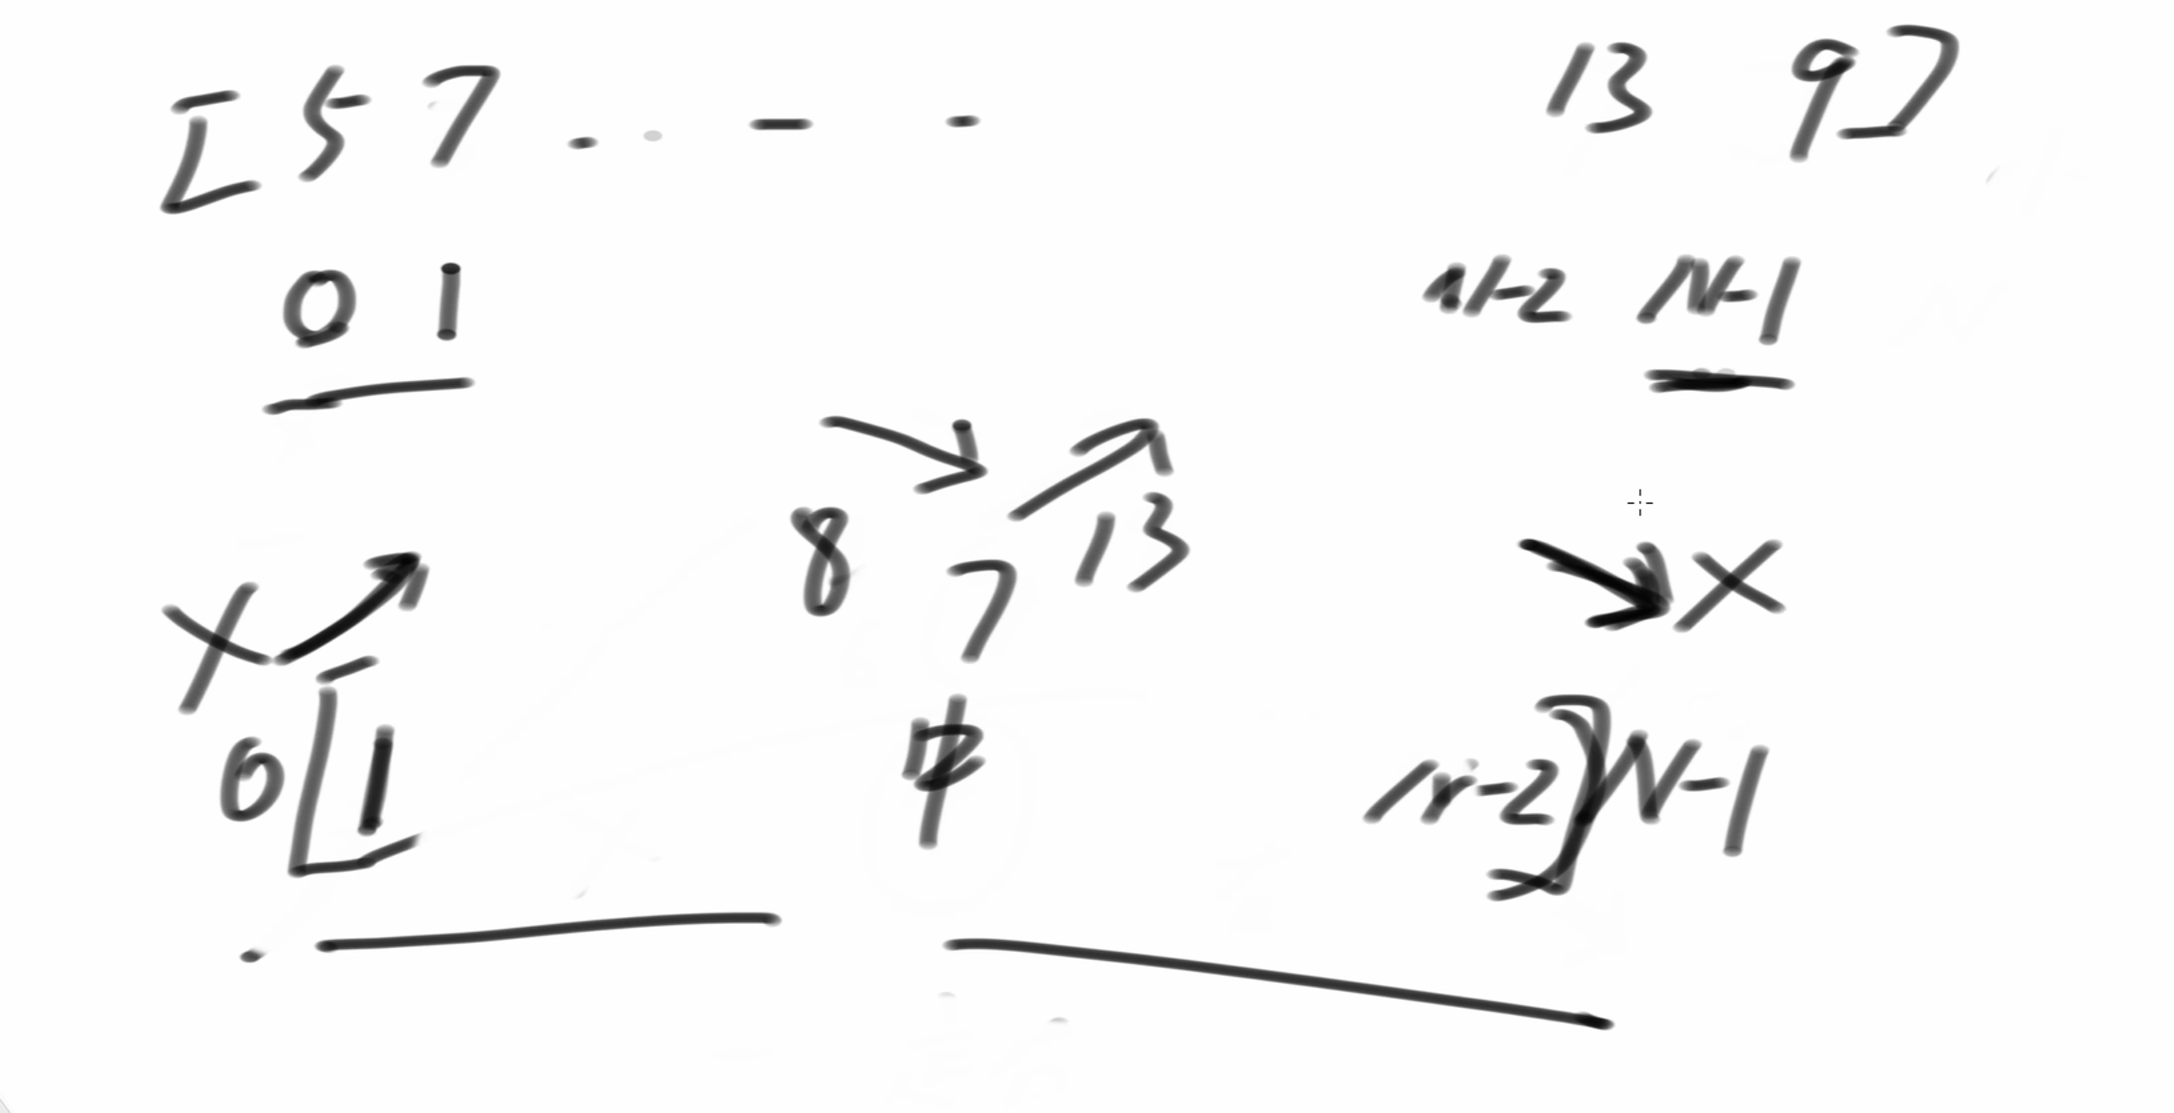 [ 5 7 . . - - 13 9 ]
0 1 N-2 N-1
8 7 13
0 [ 1 N-2 ] N-1